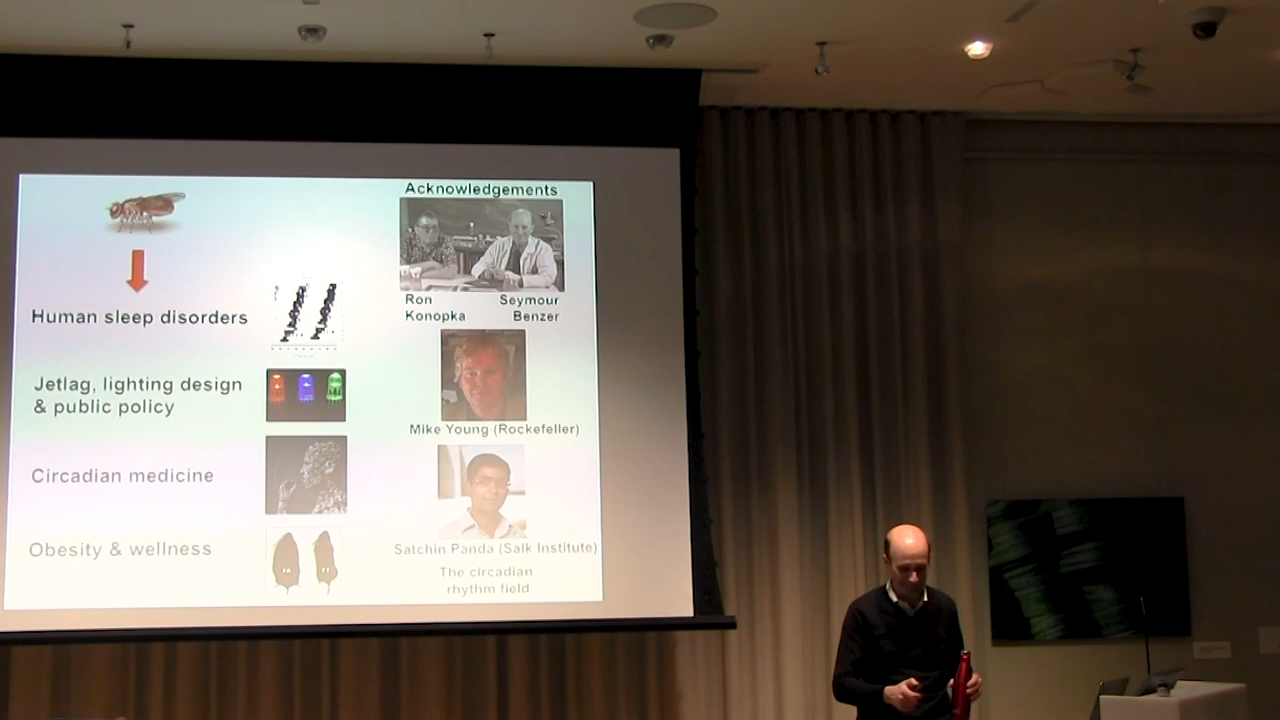 Human sleep disorders
Jetlag, lighting design
& public policy
Circadian medicine
Obesity & wellness
Acknowledgements
Ron
Konopka
Seymour
Benzer
Mike Young (Rockefeller)
Satchin Panda (Salk Institute)
The circadian
rhythm field